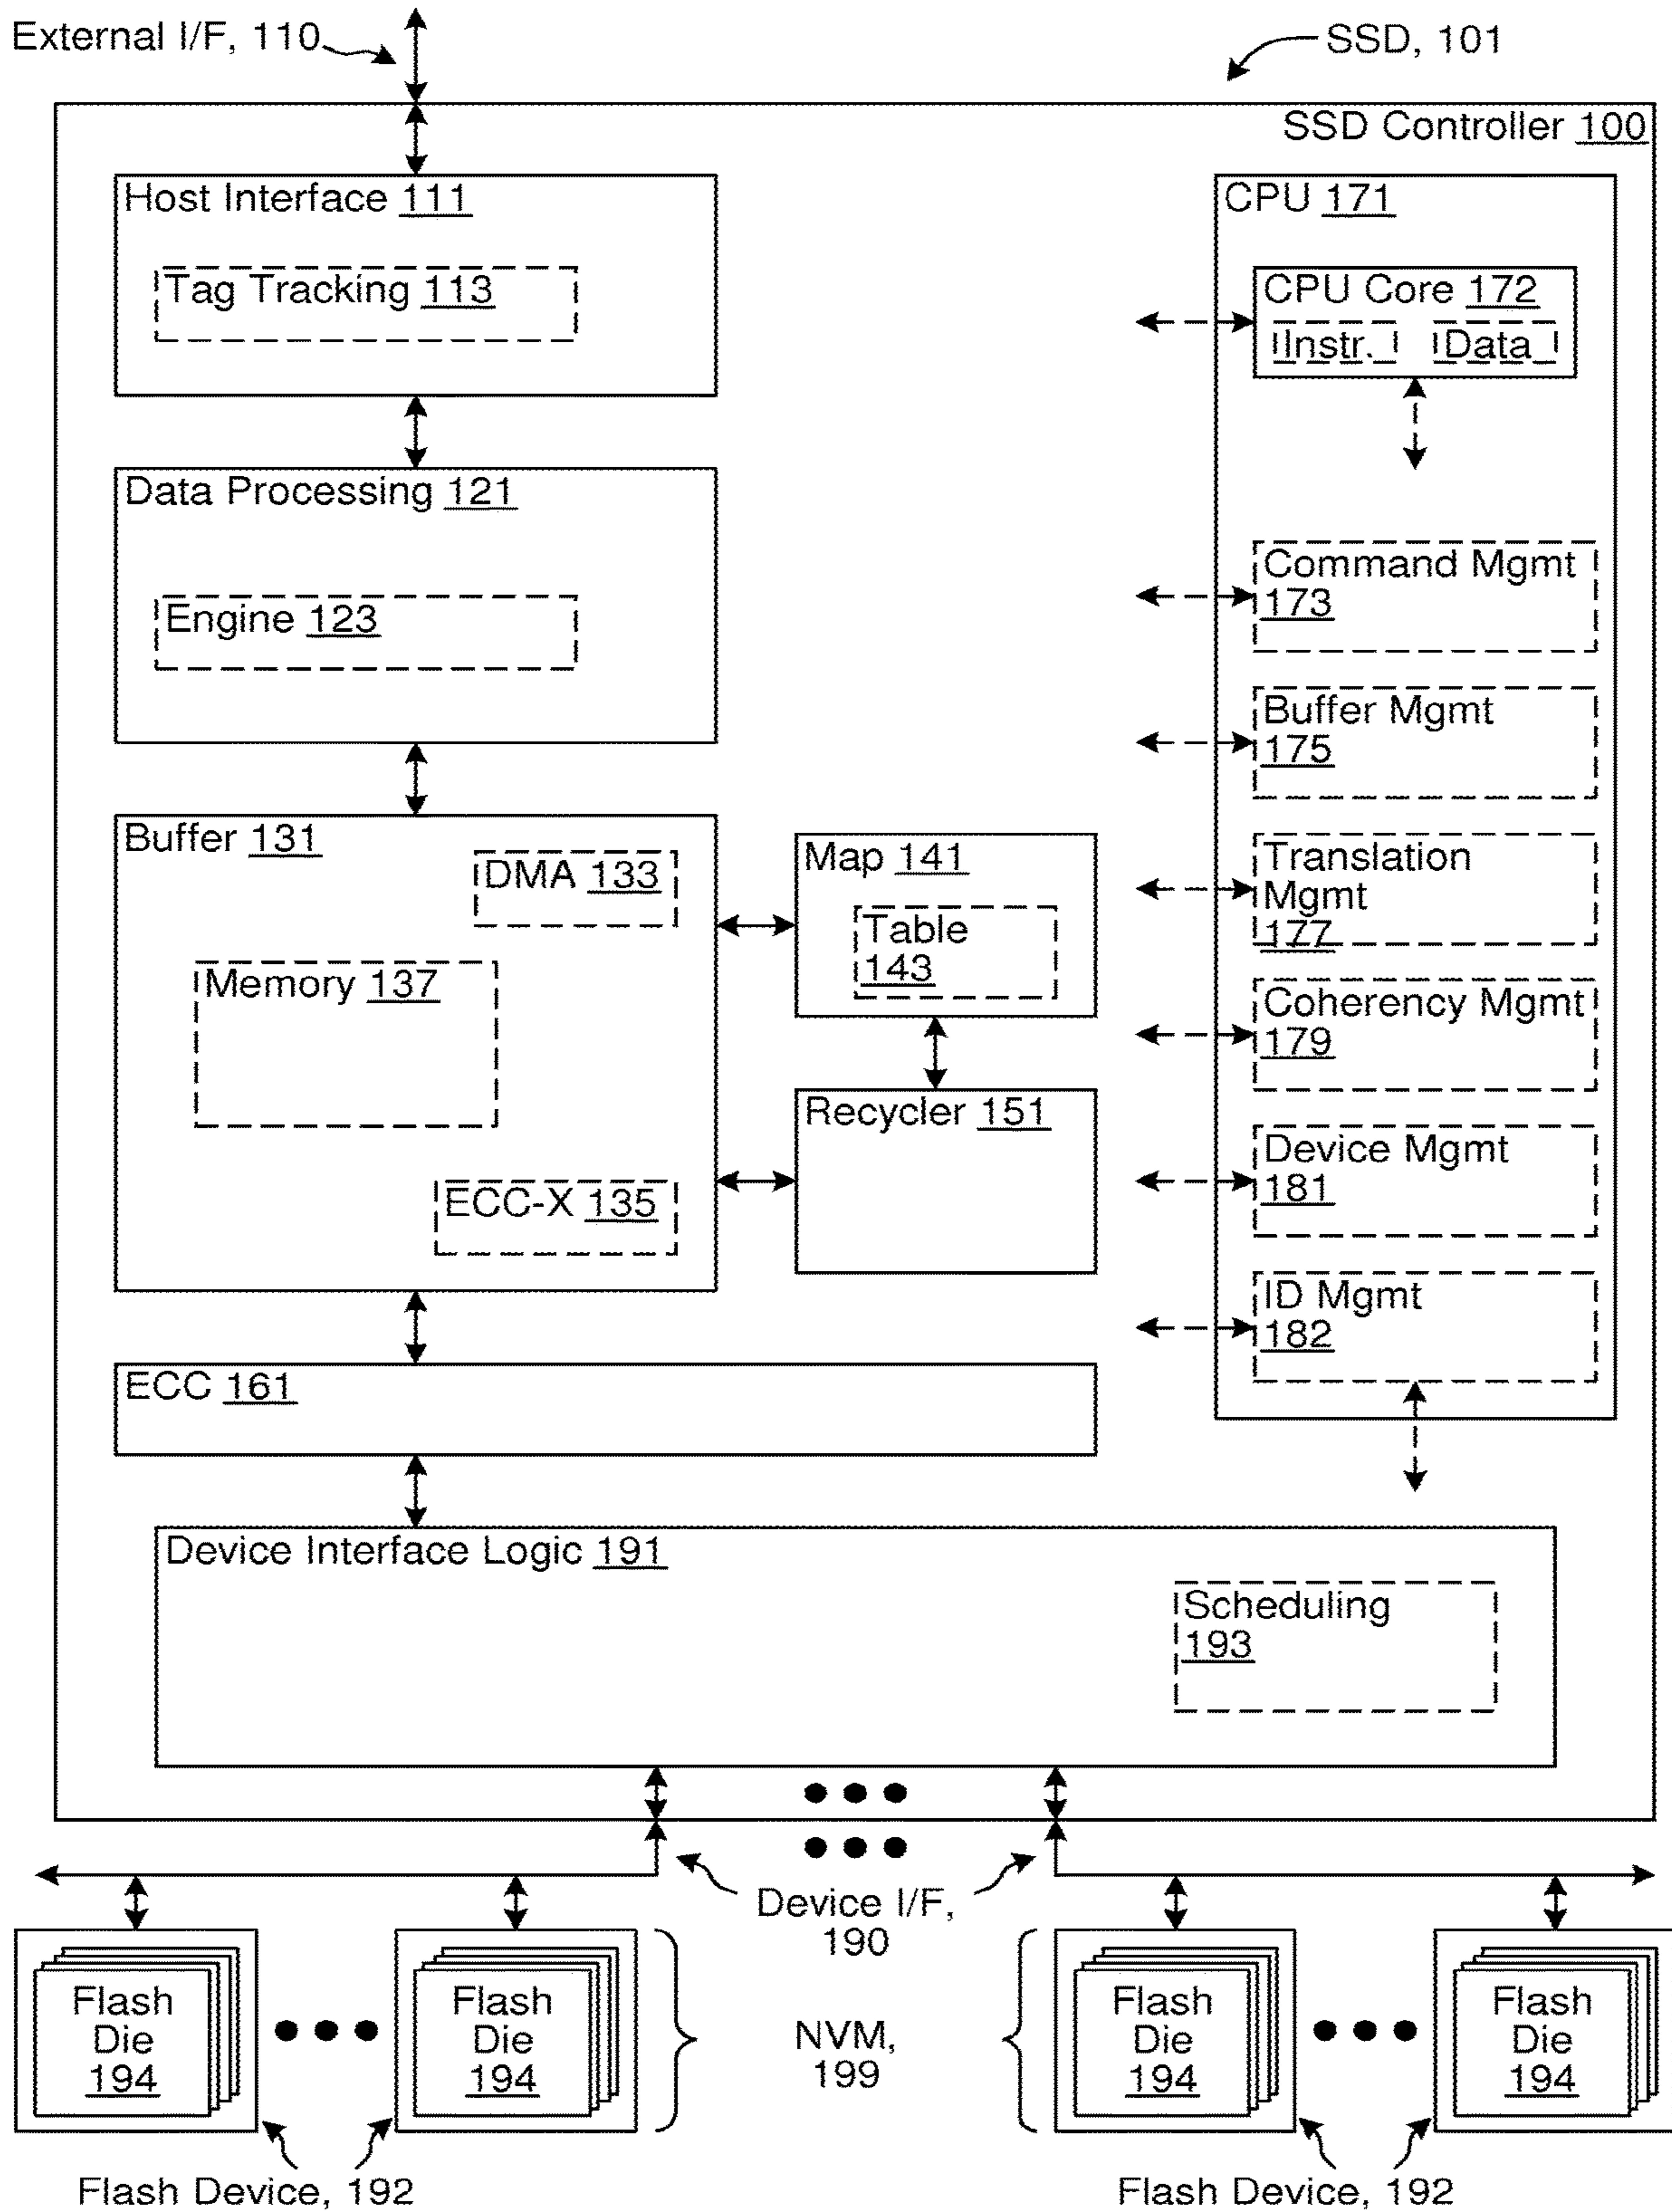 External I/F, 110
SSD, 101
SSD Controller 100
Host Interface 111
Tag Tracking 113
Data Processing 121
Engine 123
Buffer 131
DMA 133
Memory 137
ECC-X 135
Map 141
Table
143
Recycler 151
ECC 161
CPU 171
CPU Core 172
Instr.
Data
Command Mgmt
173
Buffer Mgmt
175
Translation
Mgmt
177
Coherency Mgmt
179
Device Mgmt
181
ID Mgmt
182
Device Interface Logic 191
Scheduling
193
Device I/F,
190
Flash
Die
194
Flash
Die
194
NVM,
199
Flash
Die
194
Flash
Die
194
Flash Device, 192
Flash Device, 192